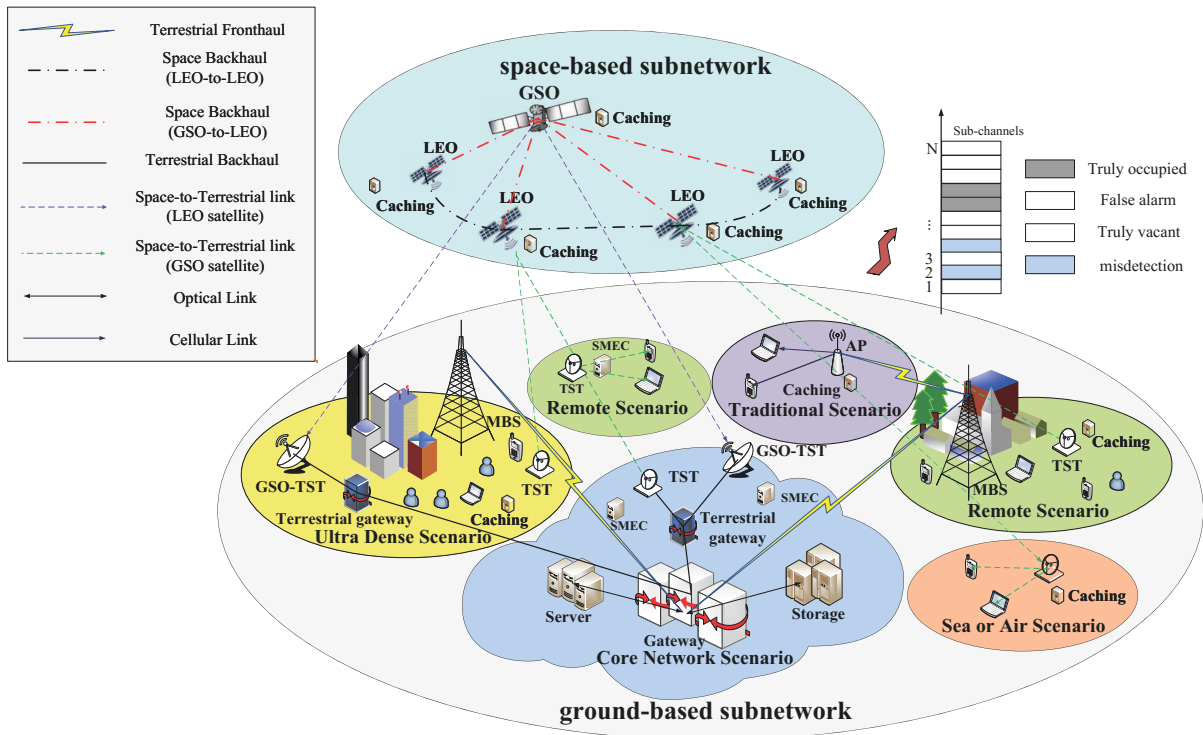 Terrestrial Fronthaul
Space Backhaul
(LEO-to-LEO)
Space Backhaul
(GSO-to-LEO)
Terrestrial Backhaul
Space-to-Terrestrial link
(LEO satellite)
Space-to-Terrestrial link
(GSO satellite)
Optical Link
Cellular Link
space-based subnetwork
GSO
Caching
LEO
Caching
LEO
Caching
LEO
Caching
LEO
Caching
Sub-channels
N
⋮
3
2
1
Truly occupied
False alarm
Truly vacant
misdetection
MBS
GSO-TST
TST
Terrestrial gateway
Caching
Ultra Dense Scenario
SMEC
TST
Remote Scenario
AP
Caching
Traditional Scenario
Caching
TST
MBS
Remote Scenario
GSO-TST
TST
SMEC
SMEC
Terrestrial
gateway
Server
Storage
Gateway
Core Network Scenario
Caching
Sea or Air Scenario
ground-based subnetwork